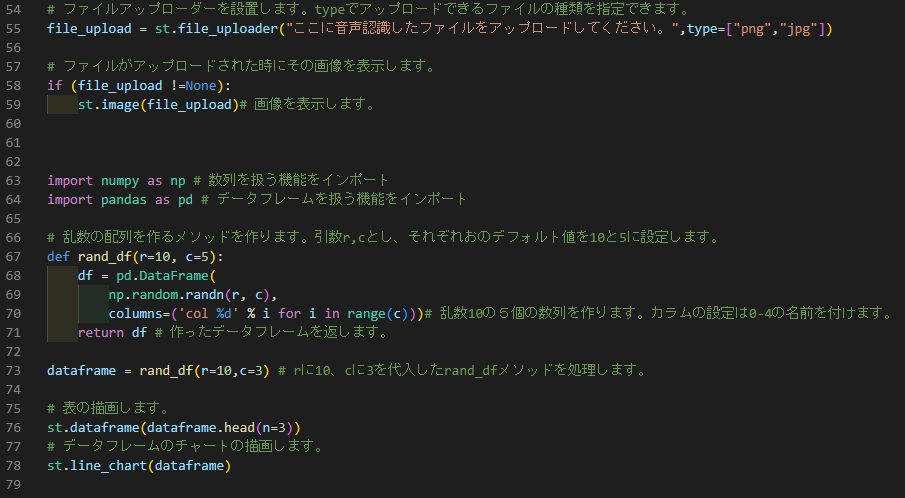 54 # ファイルアップローダーを設置します。typeでアップロードできるファイルの種類を指定できます。
55 file_upload = st.file_uploader("ここに音声認識したファイルをアップロードしてください。",type=["png","jpg"])
56
57 # ファイルがアップロードされた時にその画像を表示します。
58 if (file_upload !=None):
59     st.image(file_upload)# 画像を表示します。
60
61
62
63 import numpy as np # 数列を扱う機能をインポート
64 import pandas as pd # データフレームを扱う機能をインポート
65
66 # 乱数の配列を作るメソッドを作ります。引数r,cとし、それぞれおのデフォルト値を10と5に設定します。
67 def rand_df(r=10, c=5):
68     df = pd.DataFrame(
69         np.random.randn(r, c),
70         columns=('col %d' % i for i in range(c)))# 乱数10の５個の数列を作ります。カラムの設定は0-4の名前を付けます。
71     return df # 作ったデータフレームを返します。
72
73 dataframe = rand_df(r=10,c=3) # rに10、cに3を代入したrand_dfメソッドを処理します。
74
75 # 表の描画します。
76 st.dataframe(dataframe.head(n=3))
77 # データフレームのチャートの描画します。
78 st.line_chart(dataframe)
79